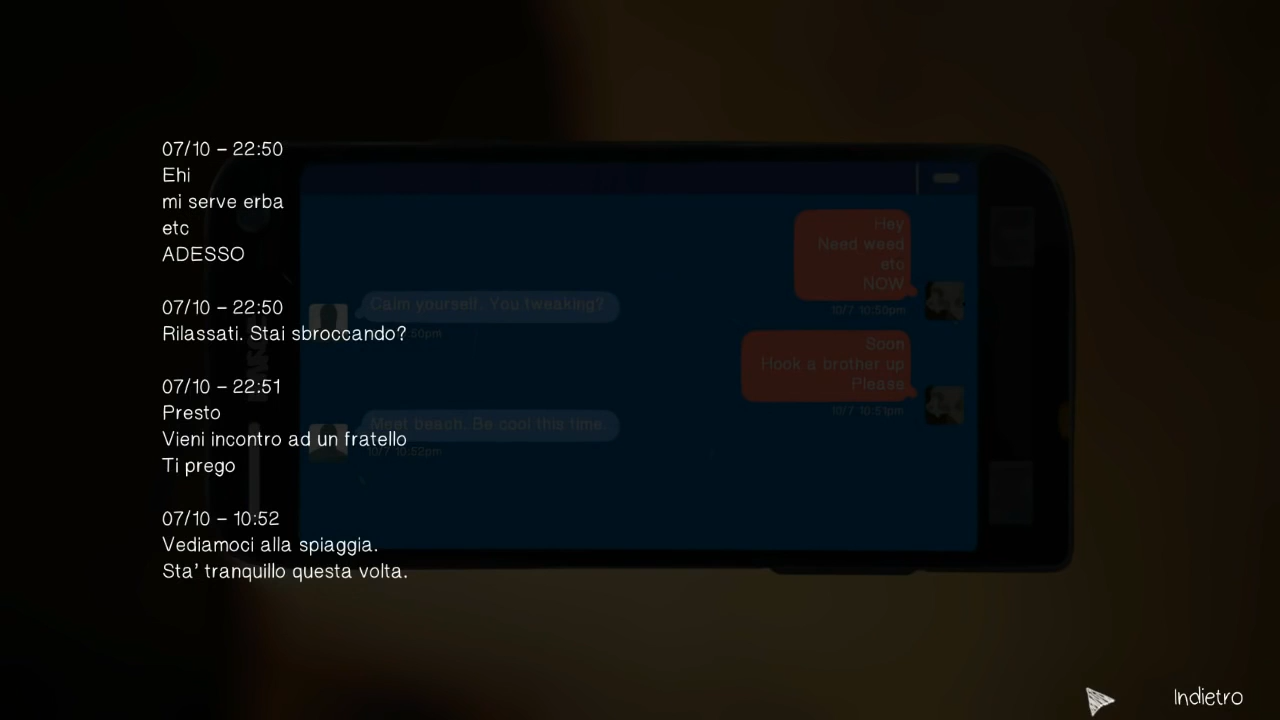 07/10 – 22:50
Ehi
mi serve erba
etc
ADESSO
07/10 – 22:50
Rilassati. Stai sbroccando?
07/10 – 22:51
Presto
Vieni incontro ad un fratello
Ti prego
07/10 – 10:52
Vediamoci alla spiaggia.
Sta' tranquillo questa volta.
Hey
Need weed
etc
NOW
10/7 10:50pm
Calm yourself. You tweaking?
50pm
Soon
Hook a brother up
Please
10/7 10:51pm
Meet beach. Be cool this time.
10/7 10:52pm
Indietro